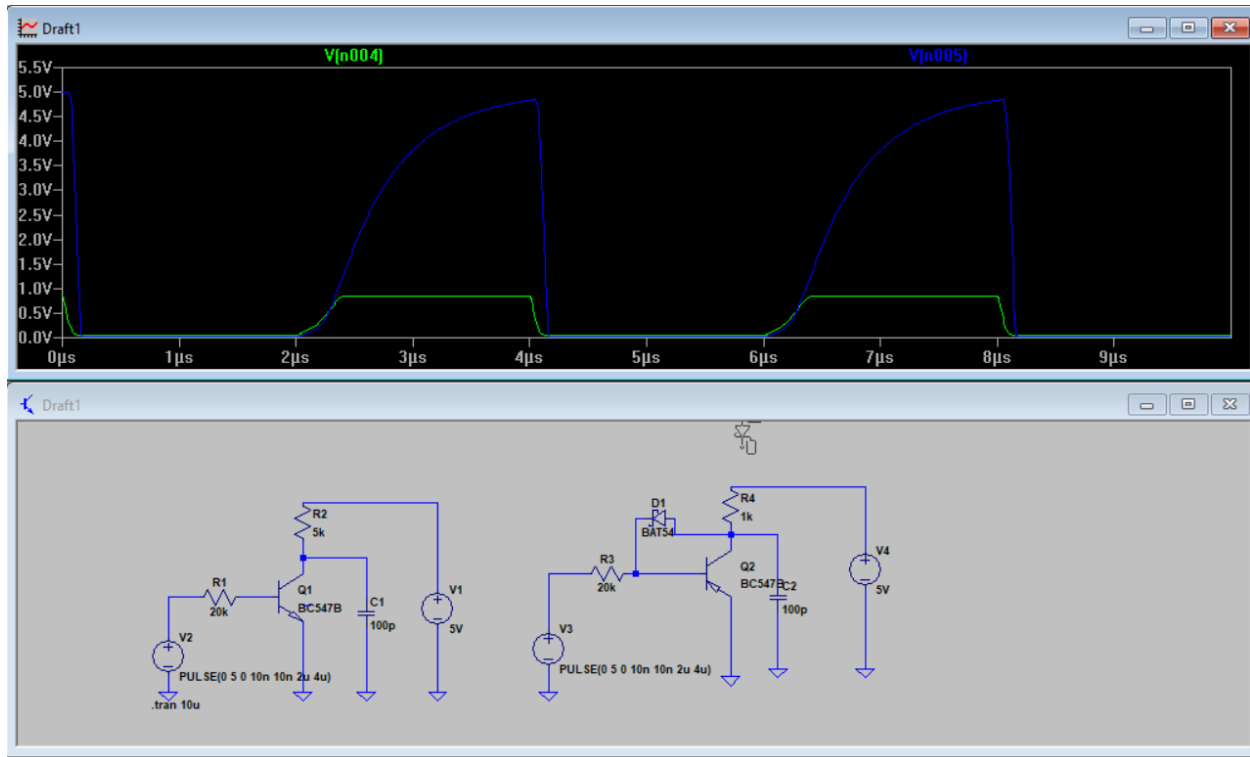 Draft1
V(n004) V(n005)
5.5V
5.0V
4.5V
4.0V
3.5V
3.0V
2.5V
2.0V
1.5V
1.0V
0.5V
0.0V
0µs 1µs 2µs 3µs 4µs 5µs 6µs 7µs 8µs 9µs
Draft1
R2
5k
R1
20k
Q1
BC547B
C1
100p
V1
5V
V2
PULSE(0 5 0 10n 10n 2u 4u)
.tran 10u
D1
BAT54
R4
1k
R3
20k
Q2
BC547B
C2
100p
V4
5V
V3
PULSE(0 5 0 10n 10n 2u 4u)